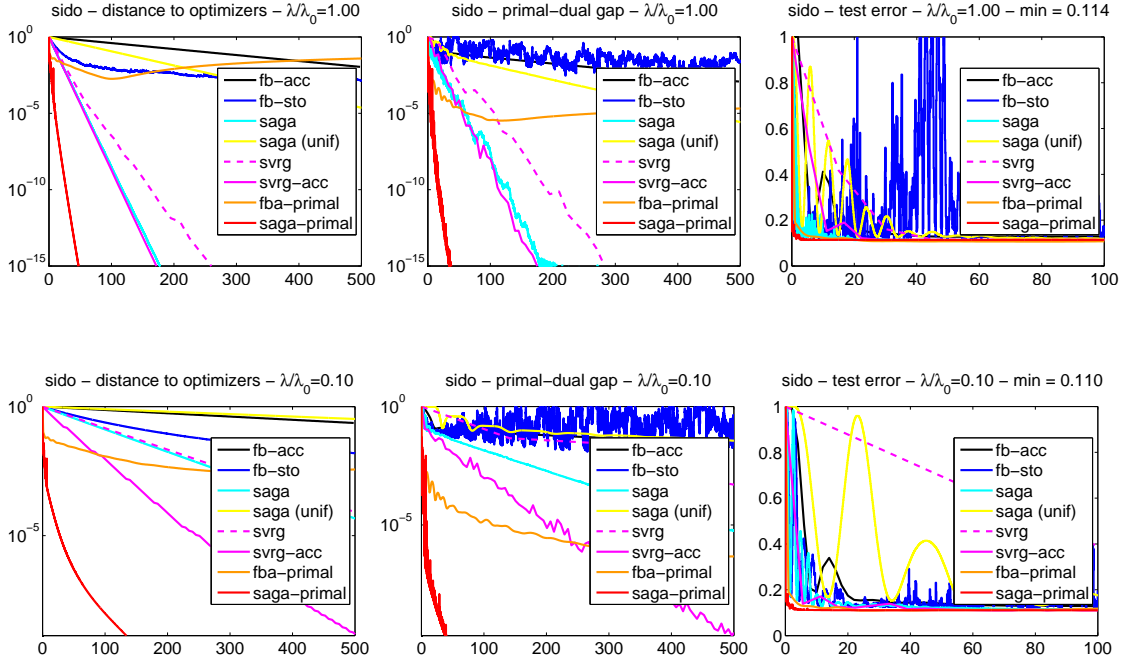 sido − distance to optimizers − λ/λ0=1.00
10^0
10^−5
10^−10
10^−15
0 100 200 300 400 500
fb−acc
fb−sto
saga
saga (unif)
svrg
svrg−acc
fba−primal
saga−primal
sido − primal−dual gap − λ/λ0=1.00
10^0
10^−5
10^−10
10^−15
0 100 200 300 400 500
fb−acc
fb−sto
saga
saga (unif)
svrg
svrg−acc
fba−primal
saga−primal
sido − test error − λ/λ0=1.00 − min = 0.114
1
0.8
0.6
0.4
0.2
0
0 20 40 60 80 100
fb−acc
fb−sto
saga
saga (unif)
svrg
svrg−acc
fba−primal
saga−primal
sido − distance to optimizers − λ/λ0=0.10
10^0
10^−5
0 100 200 300 400 500
fb−acc
fb−sto
saga
saga (unif)
svrg
svrg−acc
fba−primal
saga−primal
sido − primal−dual gap − λ/λ0=0.10
10^0
10^−5
0 100 200 300 400 500
fb−acc
fb−sto
saga
saga (unif)
svrg
svrg−acc
fba−primal
saga−primal
sido − test error − λ/λ0=0.10 − min = 0.110
1
0.8
0.6
0.4
0.2
0
0 20 40 60 80 100
fb−acc
fb−sto
saga
saga (unif)
svrg
svrg−acc
fba−primal
saga−primal